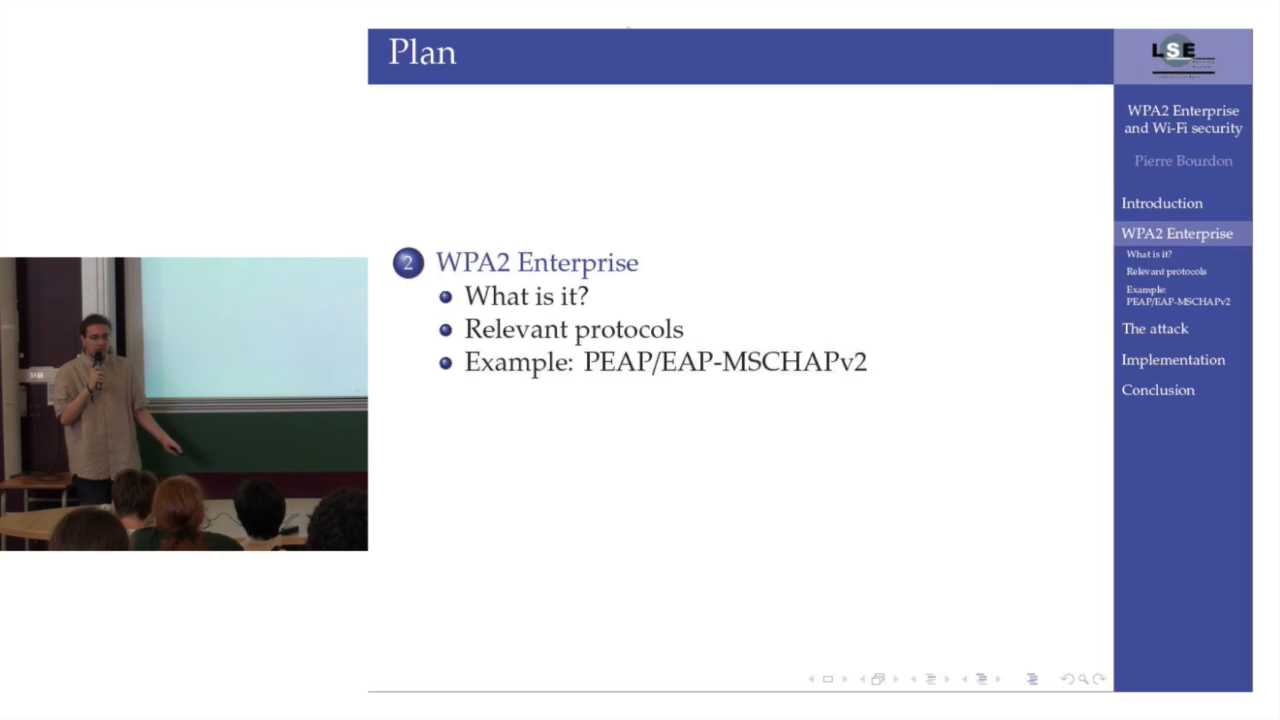 Plan
2 WPA2 Enterprise
What is it?
Relevant protocols
Example: PEAP/EAP-MSCHAPv2
LSE
WPA2 Enterprise
and Wi-Fi security
Pierre Bourdon
Introduction
WPA2 Enterprise
What is it?
Relevant protocols
Example:
PEAP/EAP-MSCHAPv2
The attack
Implementation
Conclusion